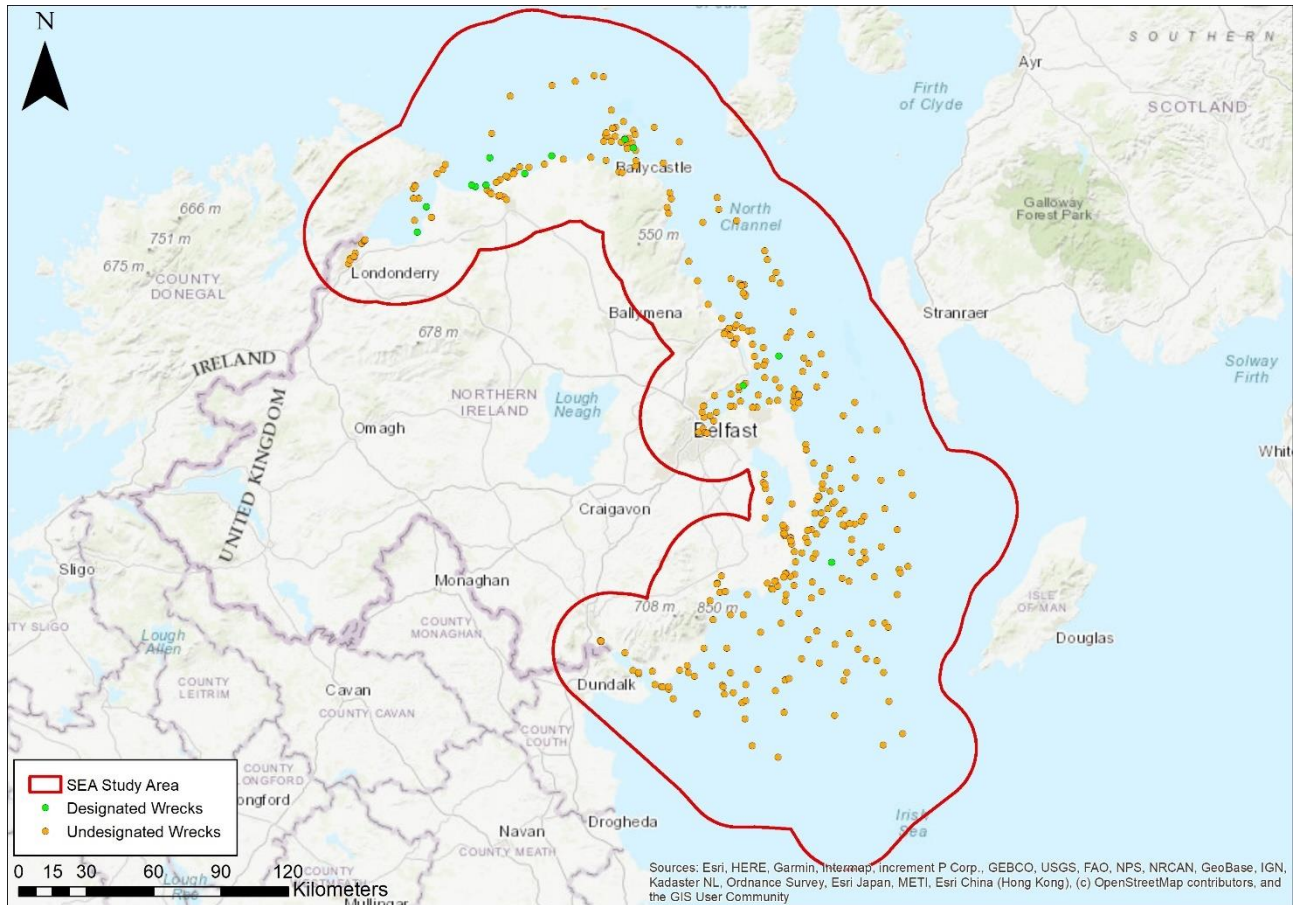 N
SOUTHERN
Ayr
Firth
of Clyde
SCOTLAND
Ballycastle
Galloway
Forest Park
666 m
751 m
675 m
COUNTY
DONEGAL
North
Channel
550 m
Londonderry
Ballymena
Stranraer
678 m
IRELAND
UNITED KINGDOM
NORTHERN
IRELAND
Lough
Neagh
Solway
Firth
Omagh
Belfast
Craigavon
Sligo
Monaghan
COUNTY
MONAGHAN
708 m
850 m
ISLE
OF MAN
Douglas
Lough
Allen
COUNTY
LEITRIM
Cavan
COUNTY CAVAN
Dundalk
COUNTY
LOUTH
COUNTY
Drogheda
Navan
COUNTY MEATH
Irish
Sea
SEA Study Area
Designated Wrecks
Undesignated Wrecks
0 15 30 60 90 120
Kilometers
Mullingar
Sources: Esri, HERE, Garmin, Intermap, increment P Corp., GEBCO, USGS, FAO, NPS, NRCAN, GeoBase, IGN,
Kadaster NL, Ordnance Survey, Esri Japan, METI, Esri China (Hong Kong), (c) OpenStreetMap contributors, and
the GIS User Community